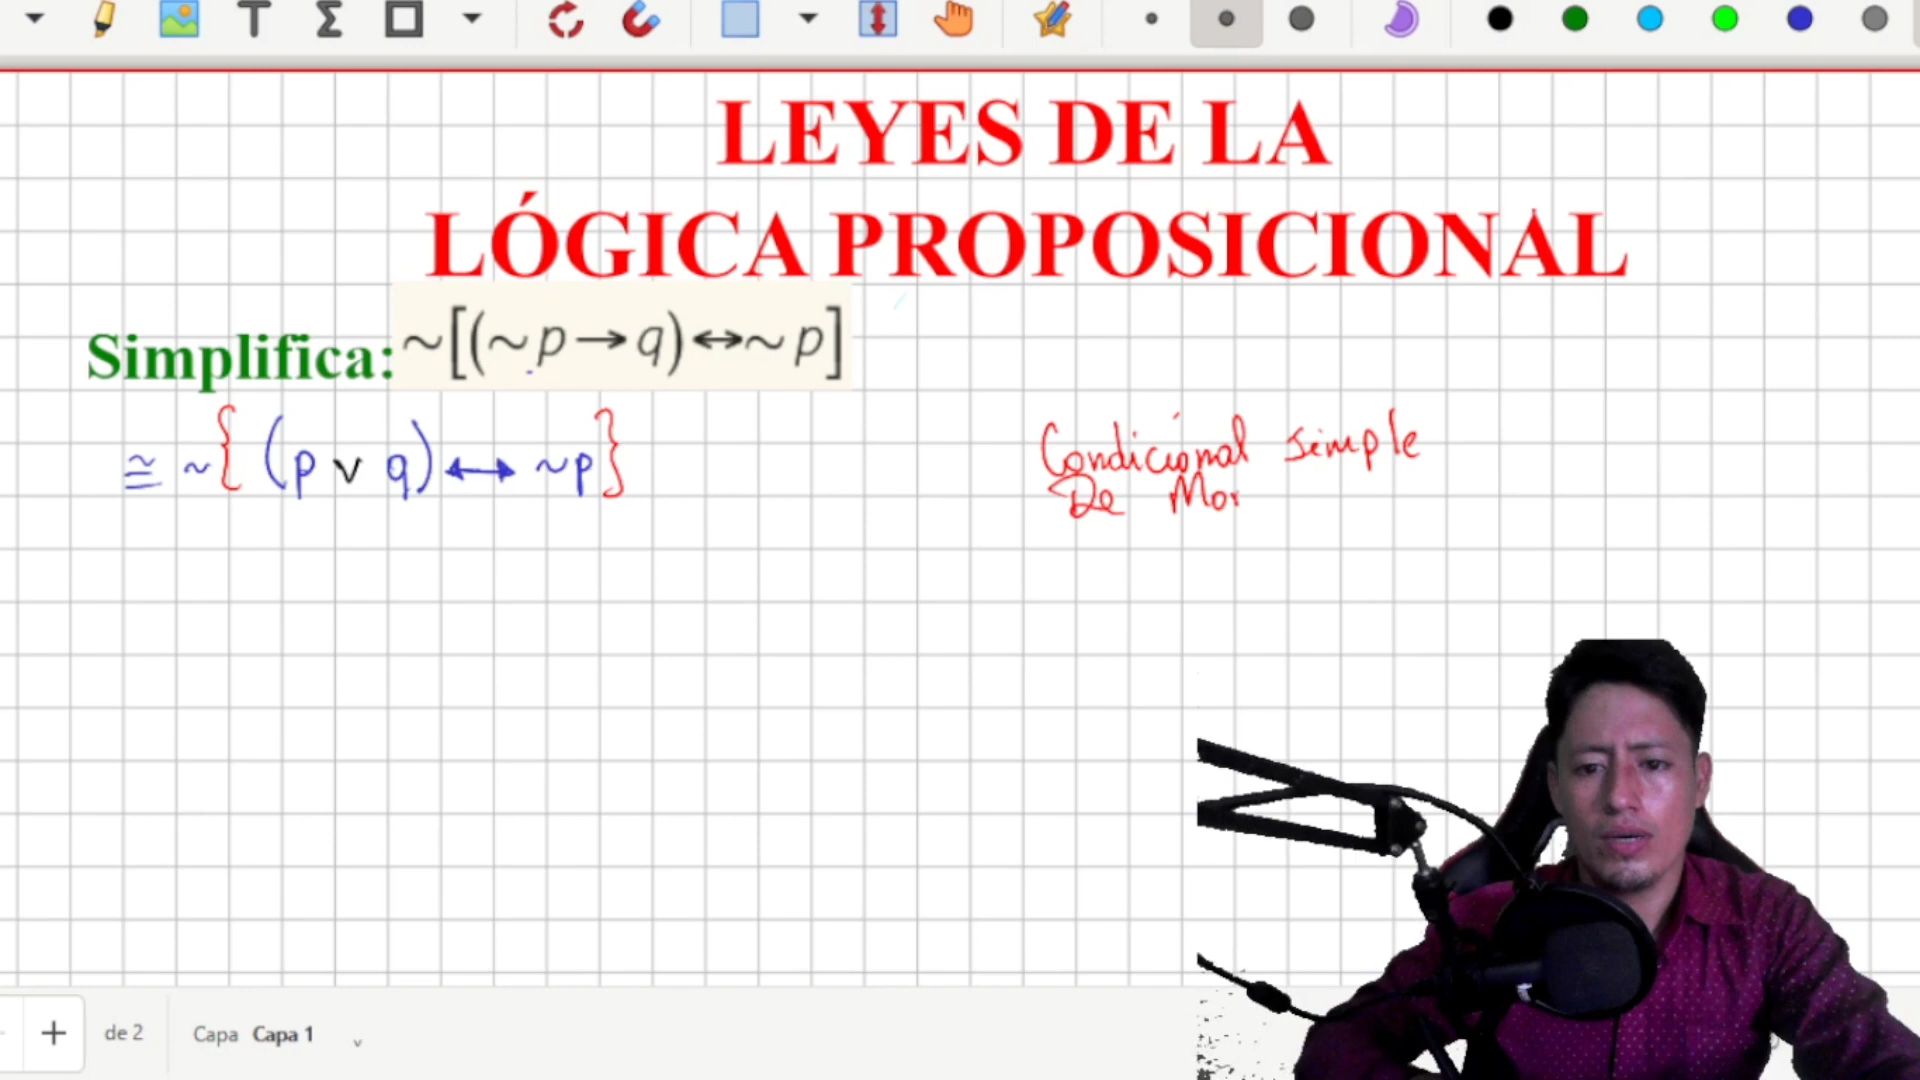 LEYES DE LA
LÓGICA PROPOSICIONAL
Simplifica: ~[(~p→q)↔~p]
≅ ~{(p ∨ q) ↔ ~p}
Condicional simple
De Mor
de 2 Capa Capa 1